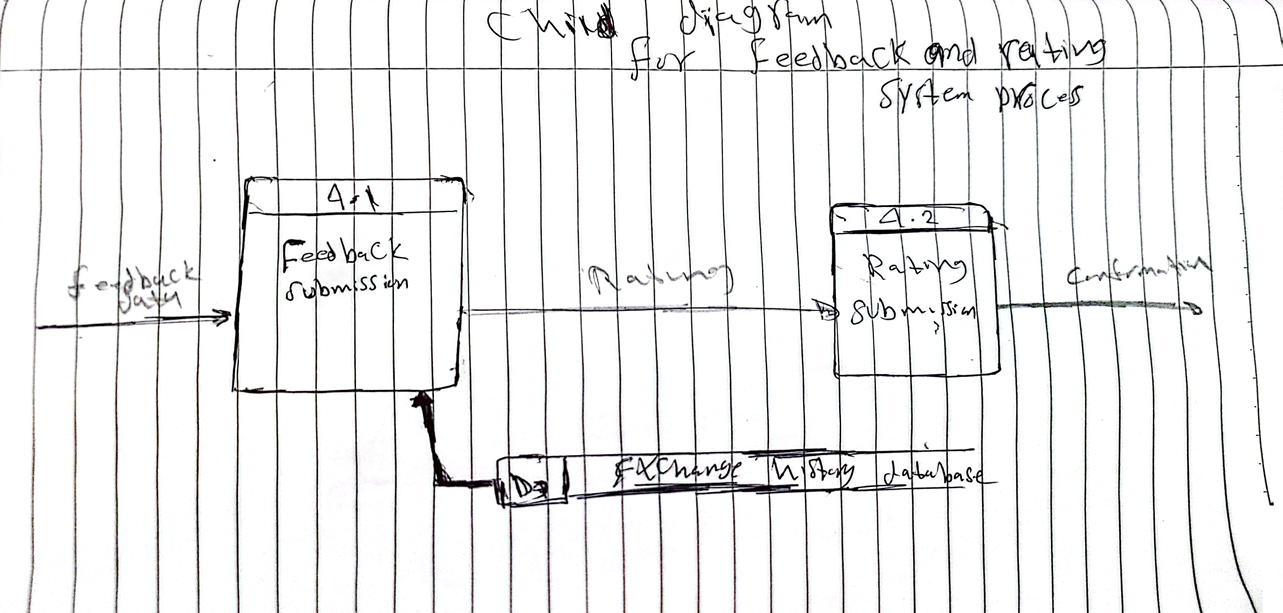 Child diagram
for feedback and rating
system proces
4.1
Feedback
submission
feedback
data
Rating
4.2
Rating
submission
Confirmation
D3
EXChange history database